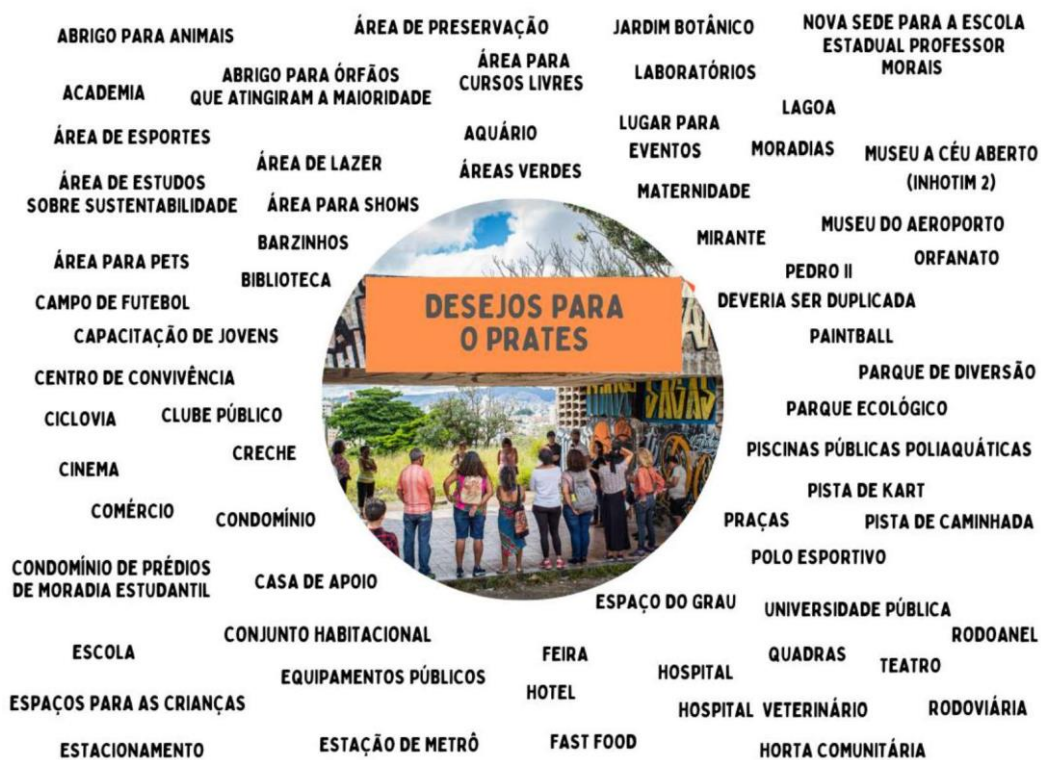 ABRIGO PARA ANIMAIS
ÁREA DE PRESERVAÇÃO
JARDIM BOTÂNICO
NOVA SEDE PARA A ESCOLA
ESTADUAL PROFESSOR
MORAIS
ACADEMIA
ABRIGO PARA ÓRFÃOS
QUE ATINGIRAM A MAIORIDADE
ÁREA PARA
CURSOS LIVRES
LABORATÓRIOS
LAGOA
ÁREA DE ESPORTES
AQUÁRIO
LUGAR PARA
EVENTOS
MORADIAS
MUSEU A CÉU ABERTO
(INHOTIM 2)
ÁREA DE LAZER
ÁREAS VERDES
ÁREA DE ESTUDOS
SOBRE SUSTENTABILIDADE
ÁREA PARA SHOWS
MATERNIDADE
MUSEU DO AEROPORTO
BARZINHOS
MIRANTE
ORFANATO
ÁREA PARA PETS
BIBLIOTECA
PEDRO II
DEVERIA SER DUPLICADA
CAMPO DE FUTEBOL
DESEJOS PARA
O PRATES
CAPACITAÇÃO DE JOVENS
PAINTBALL
CENTRO DE CONVIVÊNCIA
PARQUE DE DIVERSÃO
CICLOVIA
CLUBE PÚBLICO
SAGAS
PARQUE ECOLÓGICO
CRECHE
PISCINAS PÚBLICAS POLIAQUÁTICAS
CINEMA
PISTA DE KART
COMÉRCIO
CONDOMÍNIO
PRAÇAS
PISTA DE CAMINHADA
CONDOMÍNIO DE PRÉDIOS
DE MORADIA ESTUDANTIL
CASA DE APOIO
POLO ESPORTIVO
ESPAÇO DO GRAU
UNIVERSIDADE PÚBLICA
CONJUNTO HABITACIONAL
RODOANEL
ESCOLA
FEIRA
QUADRAS
TEATRO
EQUIPAMENTOS PÚBLICOS
HOSPITAL
HOTEL
ESPAÇOS PARA AS CRIANÇAS
HOSPITAL VETERINÁRIO
RODOVIÁRIA
ESTACIONAMENTO
ESTAÇÃO DE METRÔ
FAST FOOD
HORTA COMUNITÁRIA